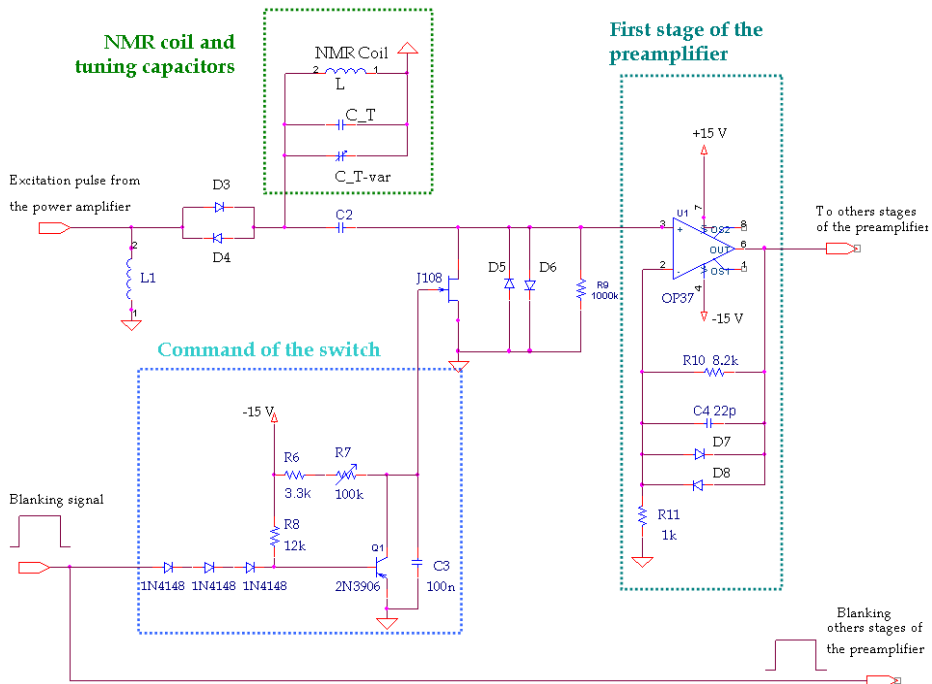 First stage of the
preamplifier
NMR coil and
tuning capacitors
NMR Coil
2
1
L
C_T
C_T-var
+15 V
Excitation pulse from
the power amplifier
D3
D4
C2
2
L1
1
7
U1
3
+
8
OS2
OUT
6
2
-
OS1
1
4
OP37
-15 V
To others stages
of the preamplifier
J108
D5
D6
R9
1000k
Command of the switch
R10 8.2k
C4 22p
D7
D8
R11
1k
-15 V
R6
3.3k
R7
100k
R8
12k
Blanking signal
Q1
C3
100n
1N4148
1N4148
1N4148
2N3906
Blanking
others stages of
the preamplifier